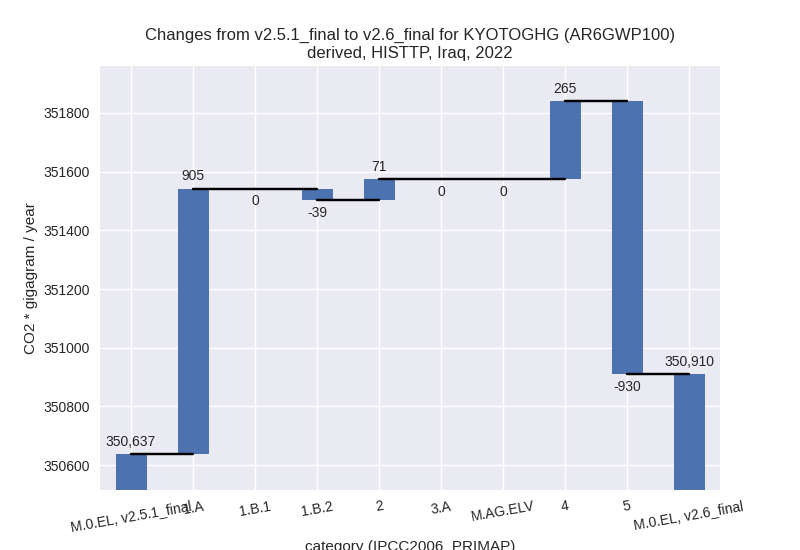 Changes from v2.5.1_final to v2.6_final for KYOTOGHG (AR6GWP100)
derived, HISTTP, Iraq, 2022
CO2 * gigagram / year
351800
351600
351400
351200
351000
350800
350600
350,637
905
0
-39
71
0
0
265
-930
350,910
M.0.EL, v2.5.1_final
1.A
1.B.1
1.B.2
2
3.A
M.AG.ELV
4
5
M.0.EL, v2.6_final
category (IPCC2006_PRIMAP)